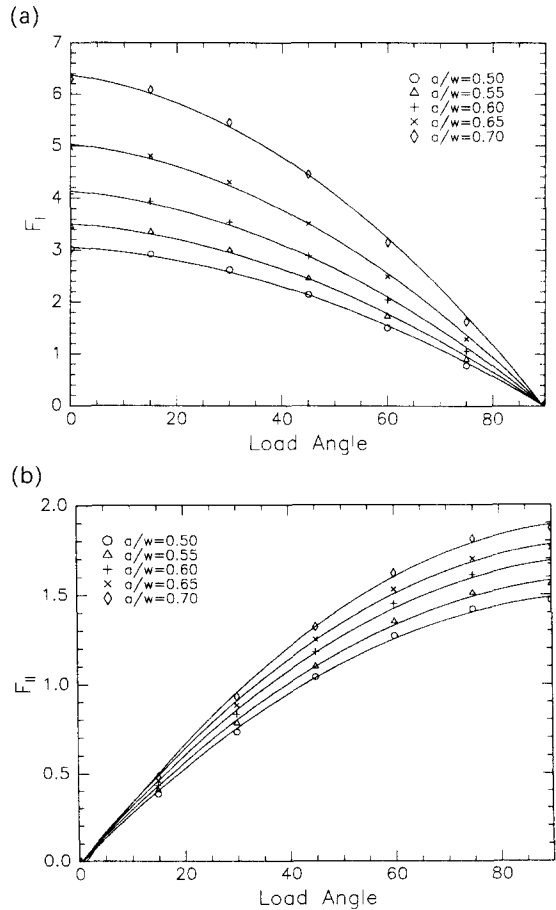 (a)
7
6
5
4
3
2
1
0
F_I
o a/w=0.50
△ a/w=0.55
+ a/w=0.60
× a/w=0.65
◊ a/w=0.70
0 20 40 60 80
Load Angle
(b)
2.0
1.5
1.0
0.5
0.0
F_II
o a/w=0.50
△ a/w=0.55
+ a/w=0.60
× a/w=0.65
◊ a/w=0.70
0 20 40 60 80
Load Angle